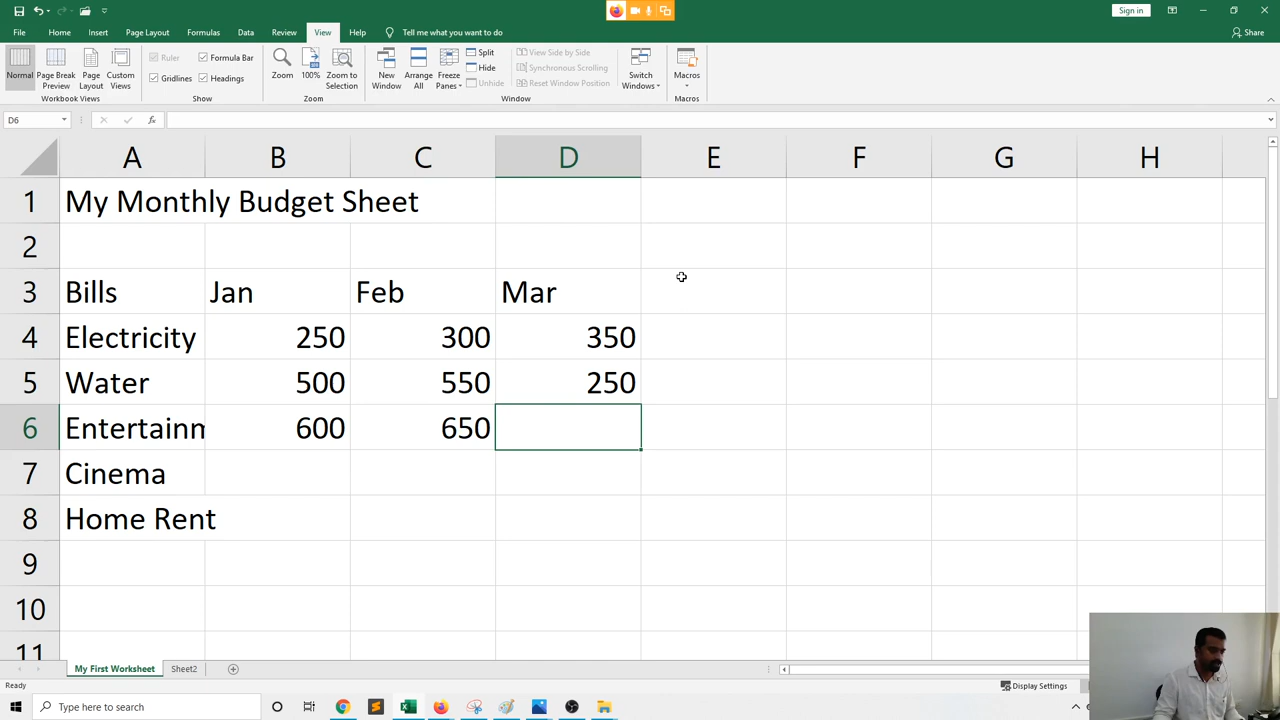 Sign in
File Home Insert Page Layout Formulas Data Review View Help Tell me what you want to do Share
Normal Page Break Preview Page Layout Custom Views
Workbook Views
Ruler Formula Bar
Gridlines Headings
Show
Zoom 100% Zoom to Selection
Zoom
New Window Arrange All Freeze Panes
Split
Hide
Unhide
View Side by Side
Synchronous Scrolling
Reset Window Position
Switch Windows
Window
Macros
Macros
D6 fx
A B C D E F G H
1 My Monthly Budget Sheet
2
3 Bills Jan Feb Mar
4 Electricity 250 300 350
5 Water 500 550 250
6 Entertainm 600 650
7 Cinema
8 Home Rent
9
10
11
My First Worksheet Sheet2
Ready Display Settings
Type here to search